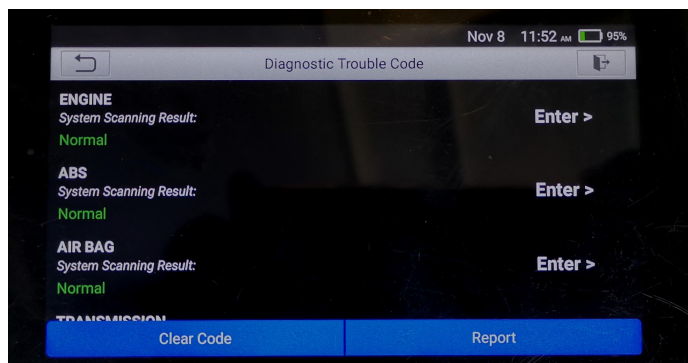 Nov 8 11:52 AM 95%
Diagnostic Trouble Code
ENGINE
System Scanning Result:
Enter >
Normal
ABS
System Scanning Result:
Enter >
Normal
AIR BAG
System Scanning Result:
Enter >
Normal
TRANSMISSION
Clear Code Report